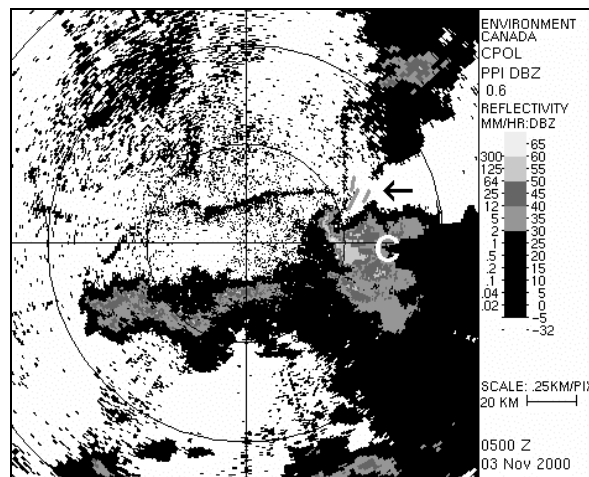 ENVIRONMENT
CANADA
CPOL
PPI DBZ
0.6
REFLECTIVITY
MM/HR:DBZ
65
300 60
125 55
64 50
25 45
12 40
5 35
2 30
1 25
.5 20
.2 15
.1 10
.04 5
.02 0
-5
-32
C
SCALE: .25KM/PIX
20 KM
0500 Z
03 Nov 2000